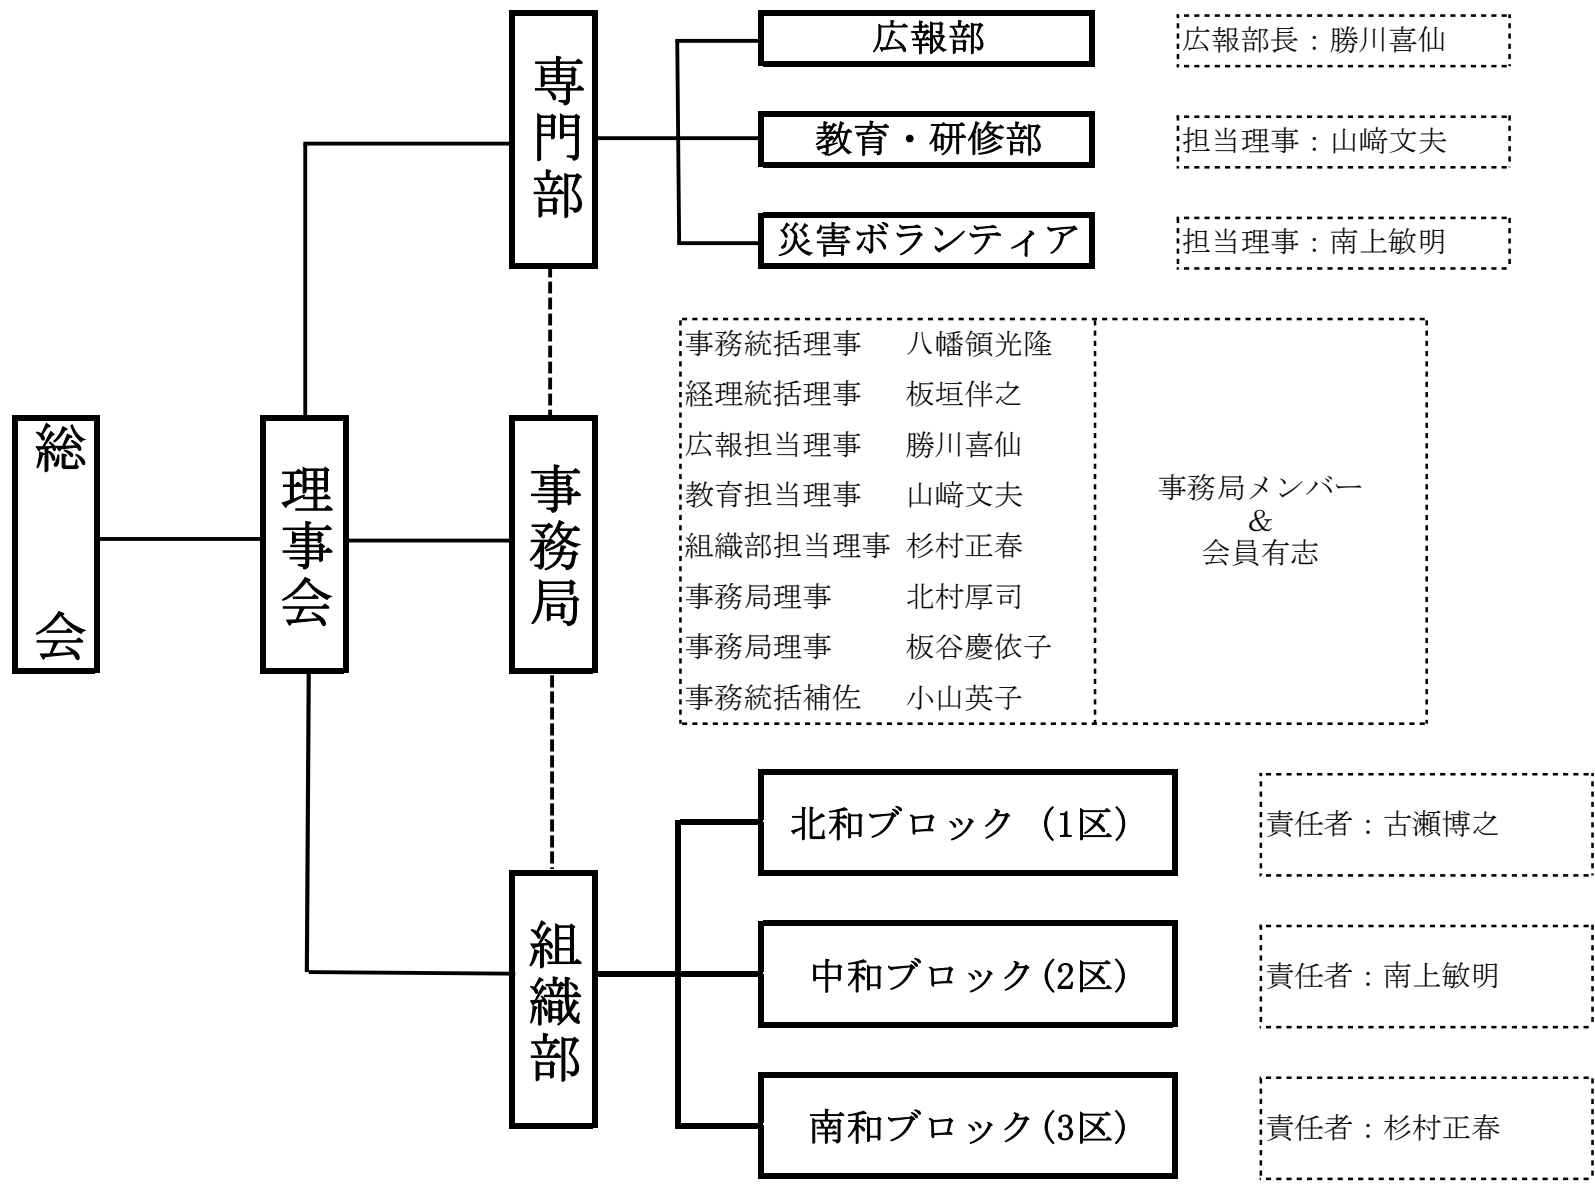 総会
理事会
専門部
広報部
広報部長：勝川喜仙
教育・研修部
担当理事：山﨑文夫
災害ボランティア
担当理事：南上敏明
事務局
事務統括理事　八幡領光隆
経理統括理事　板垣伴之
広報担当理事　勝川喜仙
教育担当理事　山﨑文夫
組織部担当理事　杉村正春
事務局理事　北村厚司
事務局理事　板谷慶依子
事務統括補佐　小山英子
事務局メンバー
＆
会員有志
組織部
北和ブロック（1区）
責任者：古瀬博之
中和ブロック(2区)
責任者：南上敏明
南和ブロック(3区)
責任者：杉村正春